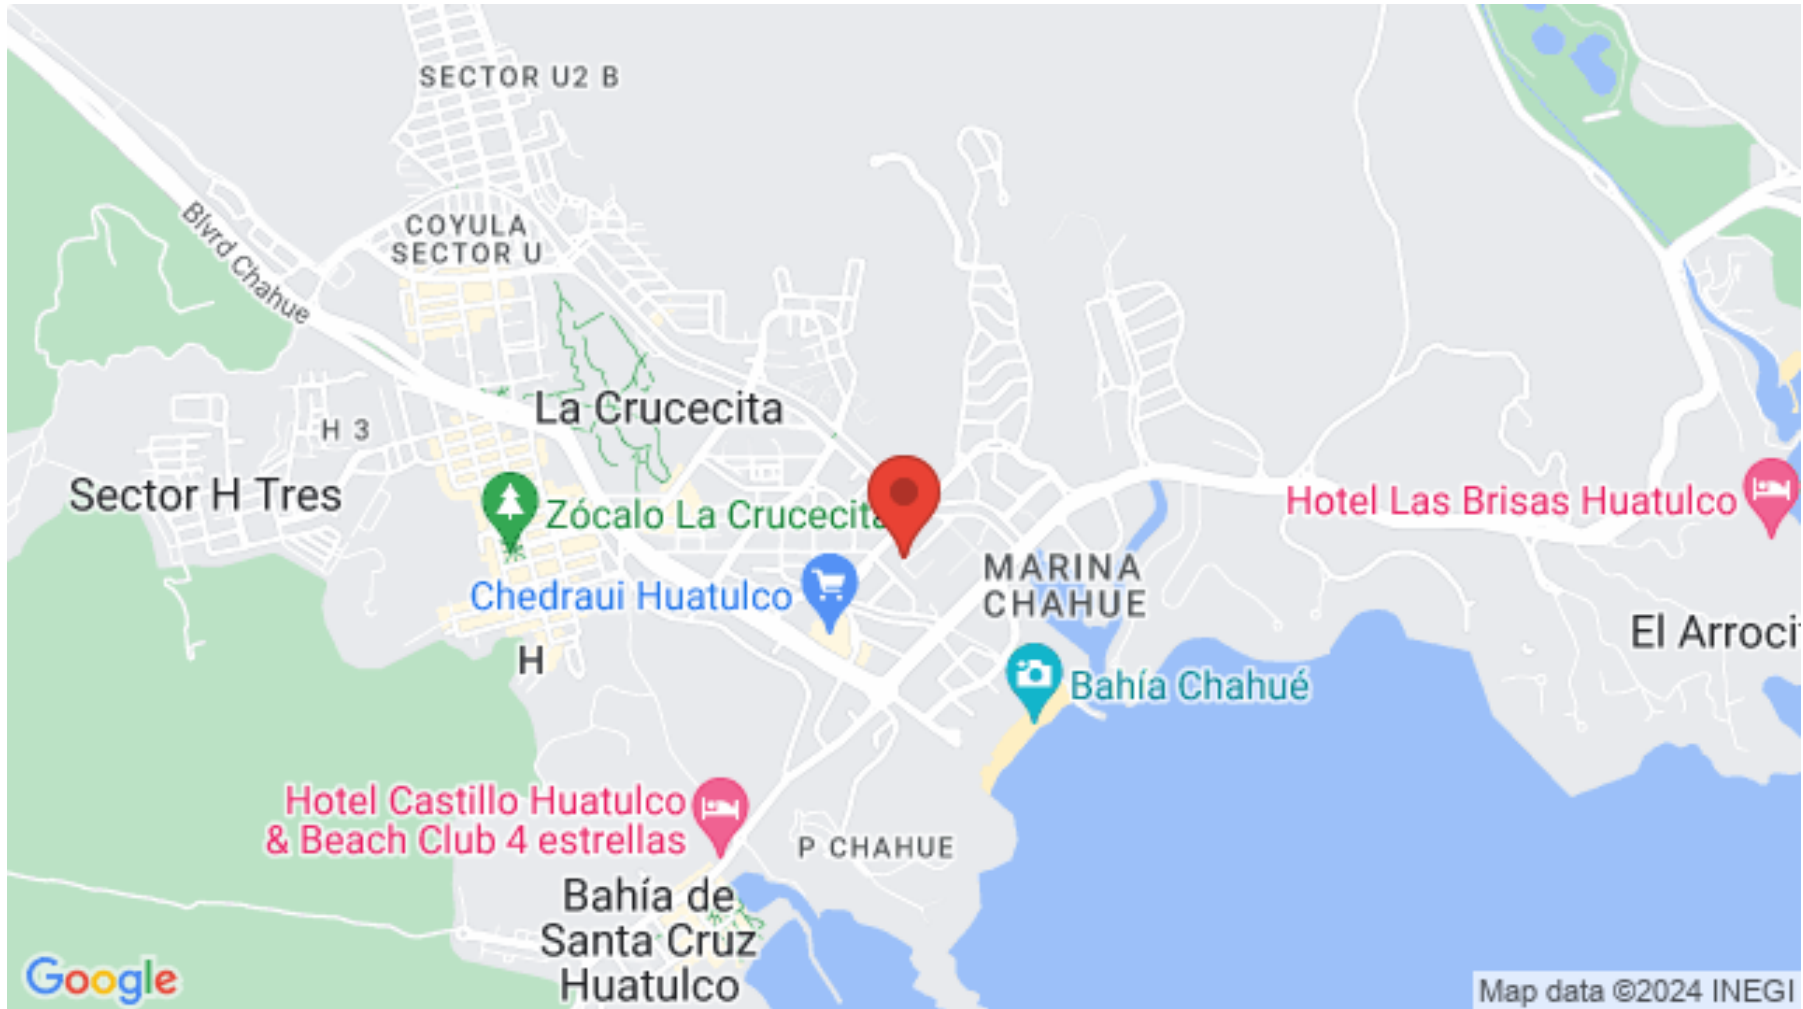 SECTOR U2 B
Blvrd Chahue
COYULA
SECTOR U
La Crucecita
H 3
Sector H Tres
Zócalo La Crucecita
Hotel Las Brisas Huatulco
MARINA
CHAHUE
Chedraui Huatulco
El Arrocit
H
Bahía Chahué
Hotel Castillo Huatulco
& Beach Club 4 estrellas
P CHAHUE
Bahía de
Santa Cruz
Huatulco
Google
Map data ©2024 INEGI